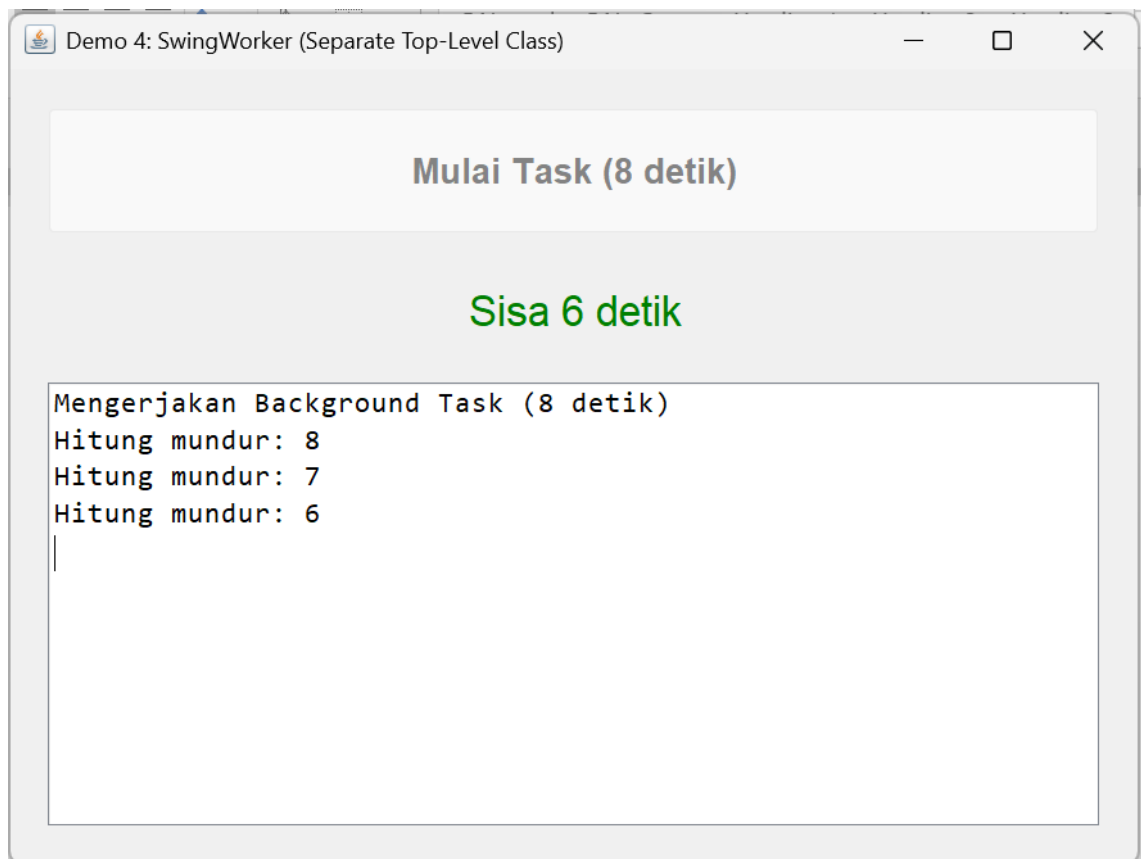 Demo 4: SwingWorker (Separate Top-Level Class)
Mulai Task (8 detik)
Sisa 6 detik
Mengerjakan Background Task (8 detik)
Hitung mundur: 8
Hitung mundur: 7
Hitung mundur: 6